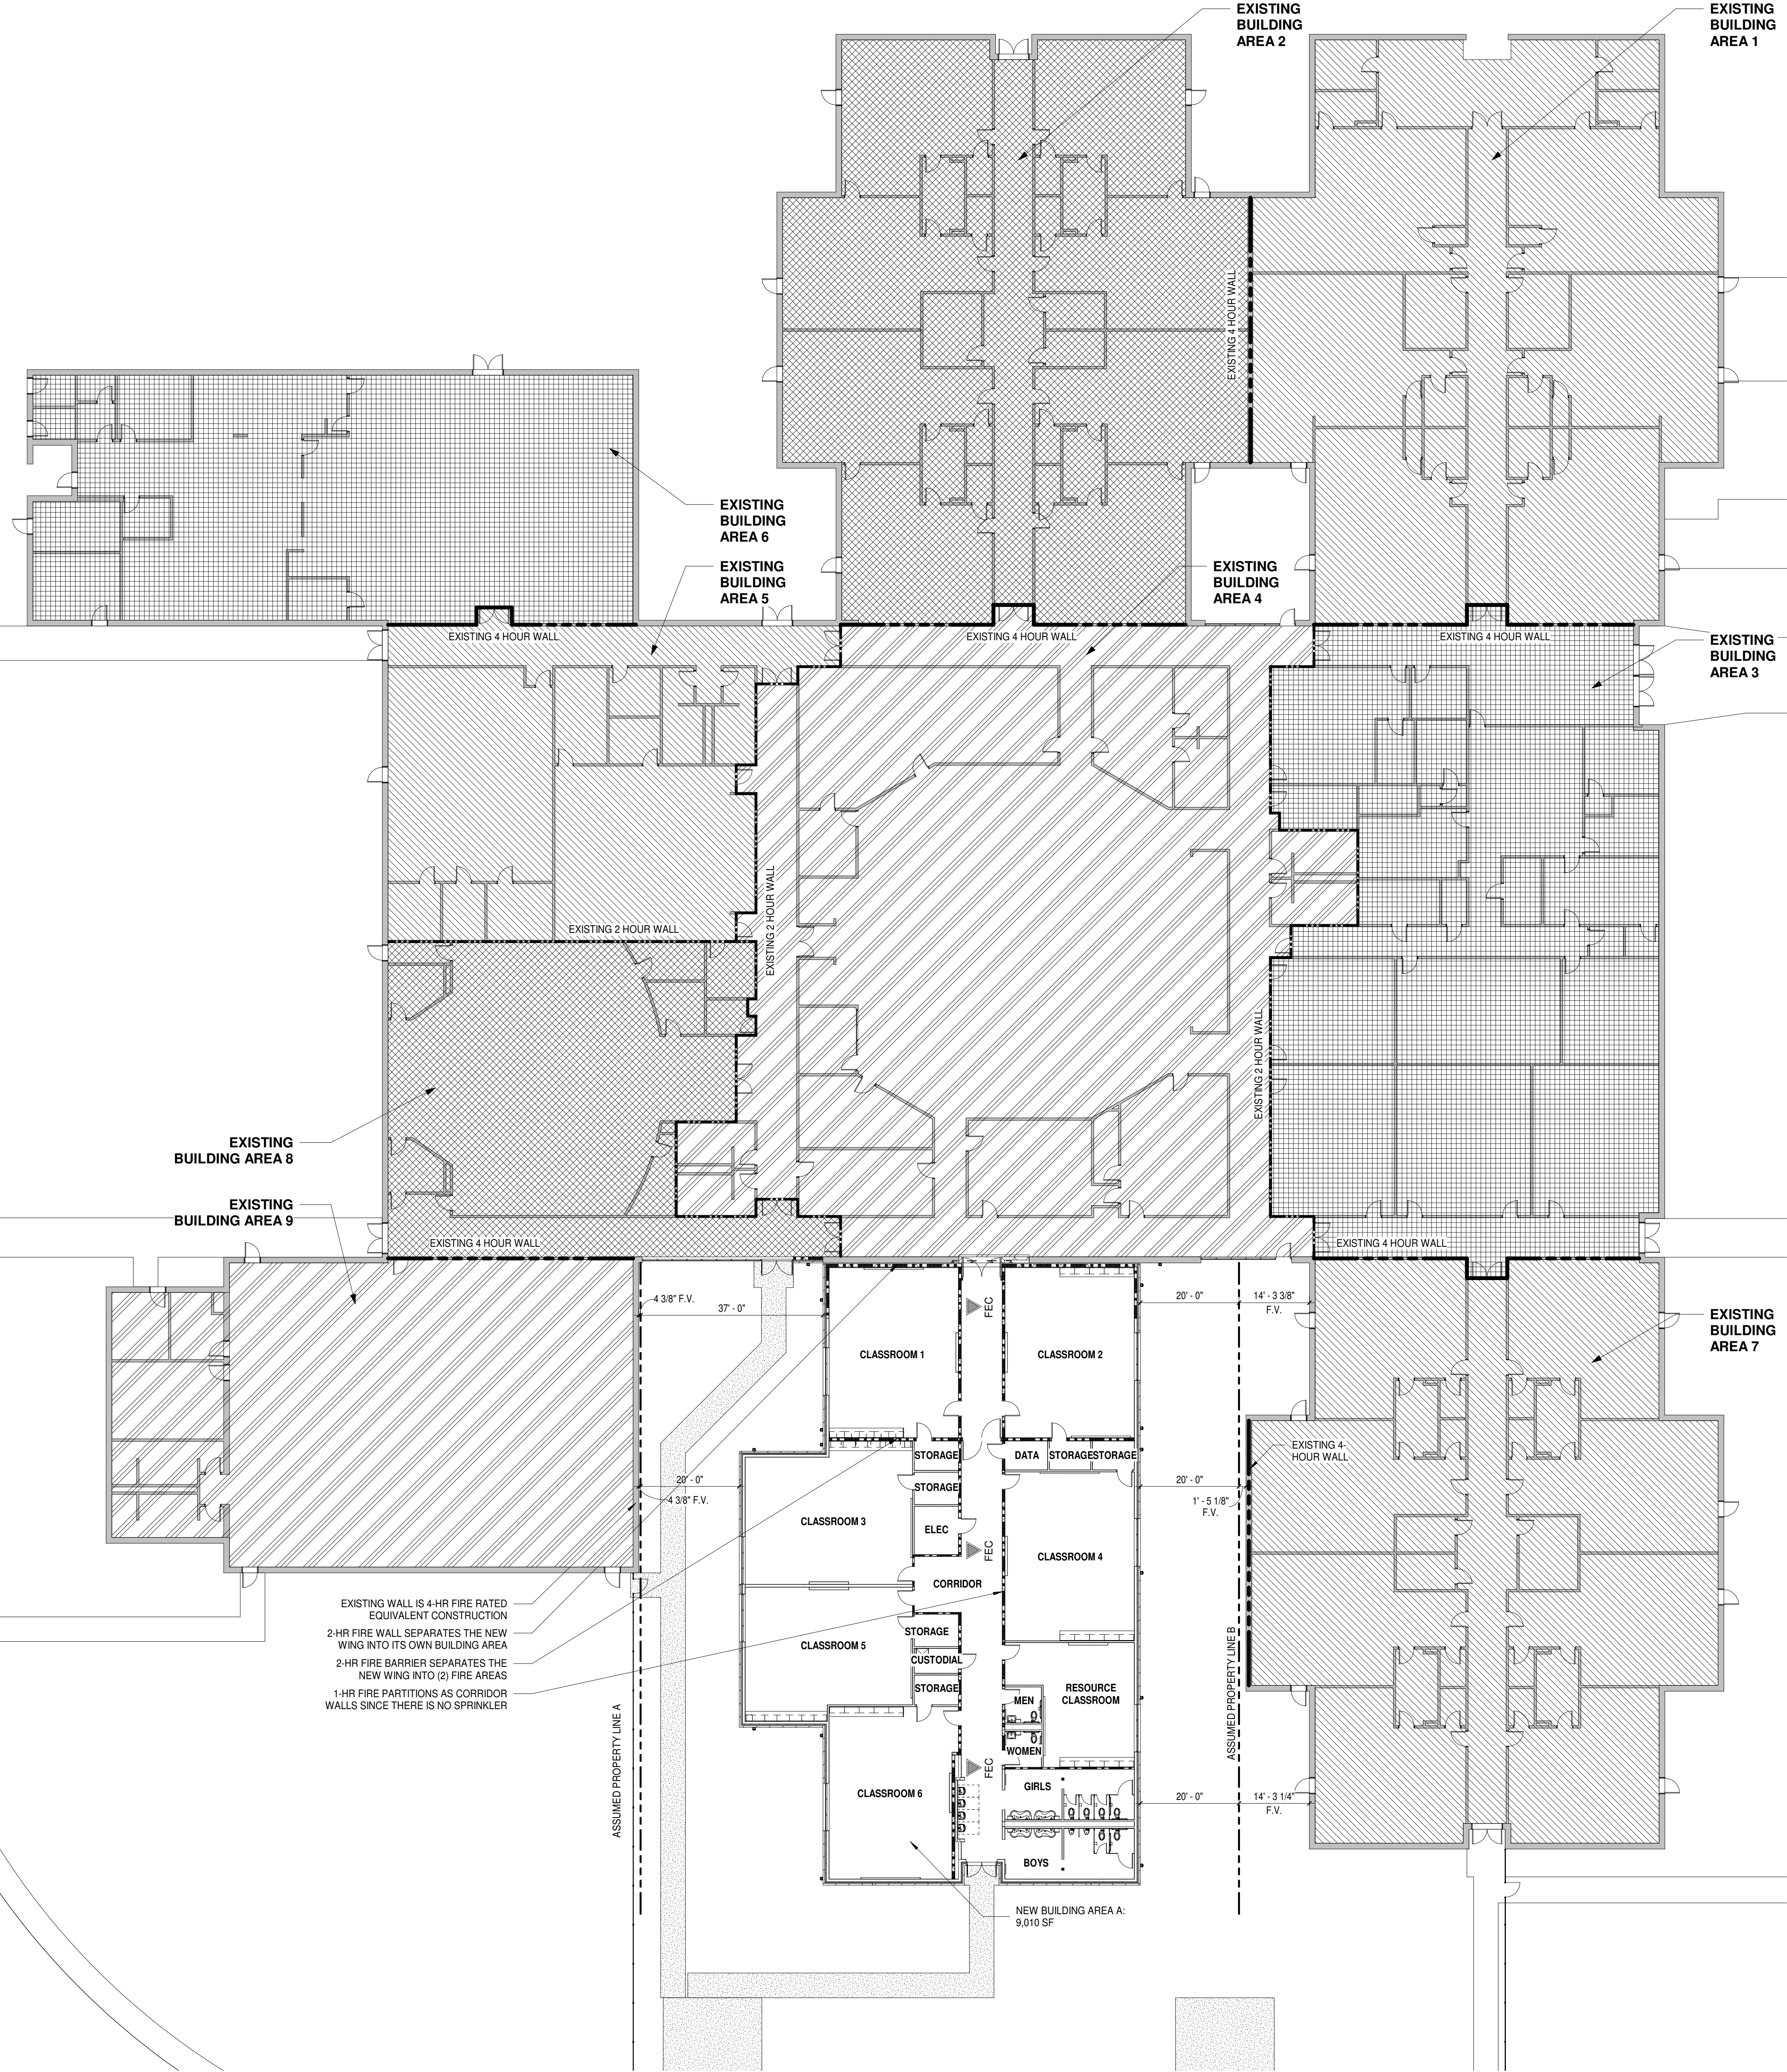 EXISTING
BUILDING
AREA 2
EXISTING
BUILDING
AREA 1
EXISTING 4 HOUR WALL
EXISTING
BUILDING
AREA 6
EXISTING
BUILDING
AREA 5
EXISTING
BUILDING
AREA 4
EXISTING 4 HOUR WALL
EXISTING 4 HOUR WALL
EXISTING 4 HOUR WALL
EXISTING
BUILDING
AREA 3
EXISTING 2 HOUR WALL
EXISTING 2 HOUR WALL
EXISTING 2 HOUR WALL
EXISTING
BUILDING AREA 8
EXISTING
BUILDING AREA 9
EXISTING 4 HOUR WALL
EXISTING 4 HOUR WALL
4 3/8" F.V.
37' - 0"
FEC
20' - 0"
14' - 3 3/8"
F.V.
EXISTING
BUILDING
AREA 7
CLASSROOM 1
CLASSROOM 2
STORAGE
DATA
STORAGE
STORAGE
EXISTING 4-
HOUR WALL
20' - 0"
4 3/8" F.V.
STORAGE
20' - 0"
1' - 5 1/8"
F.V.
CLASSROOM 3
ELEC
FEC
CLASSROOM 4
CORRIDOR
EXISTING WALL IS 4-HR FIRE RATED
EQUIVALENT CONSTRUCTION
2-HR FIRE WALL SEPARATES THE NEW
WING INTO ITS OWN BUILDING AREA
2-HR FIRE BARRIER SEPARATES THE
NEW WING INTO (2) FIRE AREAS
1-HR FIRE PARTITIONS AS CORRIDOR
WALLS SINCE THERE IS NO SPRINKLER
CLASSROOM 5
STORAGE
CUSTODIAL
STORAGE
RESOURCE
CLASSROOM
MEN
WOMEN
ASSUMED PROPERTY LINE A
ASSUMED PROPERTY LINE B
FEC
CLASSROOM 6
GIRLS
20' - 0"
14' - 3 1/4"
F.V.
BOYS
NEW BUILDING AREA A:
9,010 SF